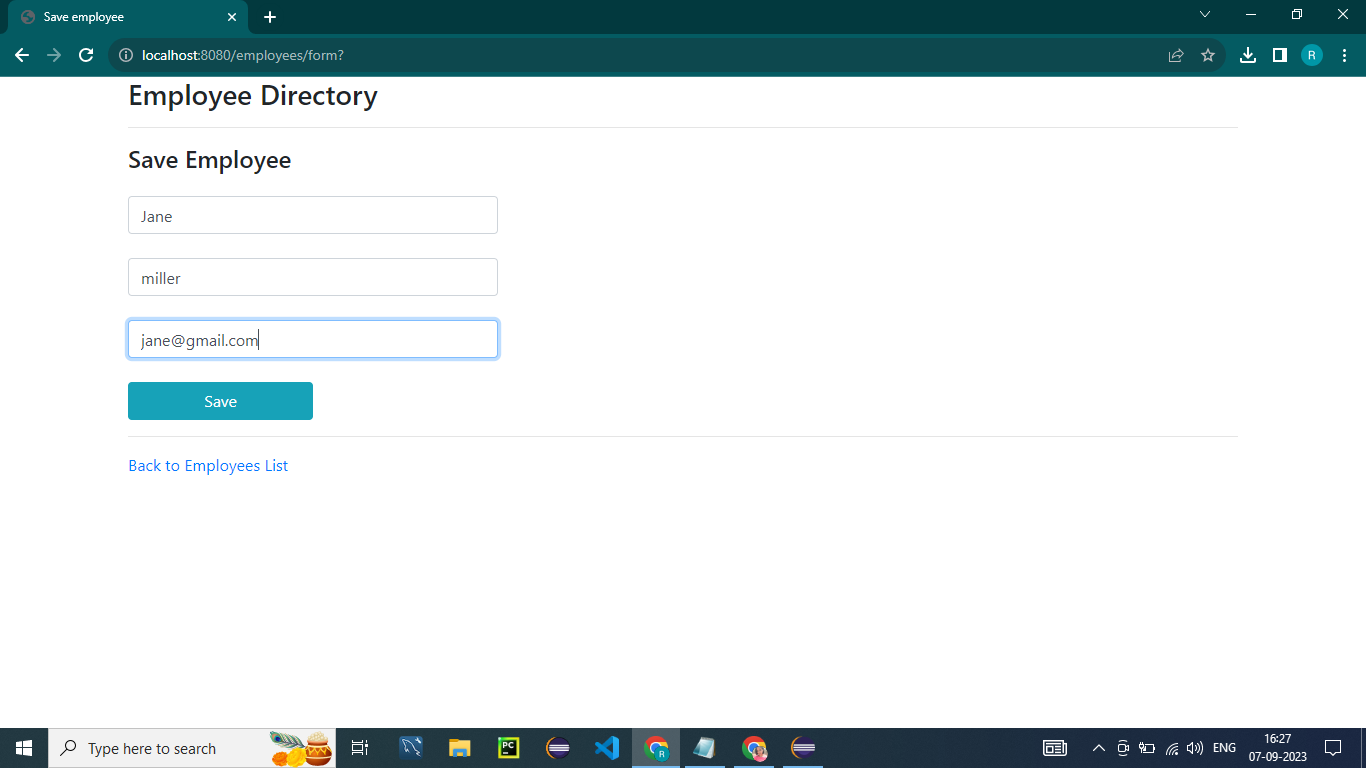 Save employee
localhost:8080/employees/form?
R
Employee Directory
Save Employee
Jane
miller
jane@gmail.com
Save
Back to Employees List
Type here to search
PC
R
ENG
16:27
07-09-2023